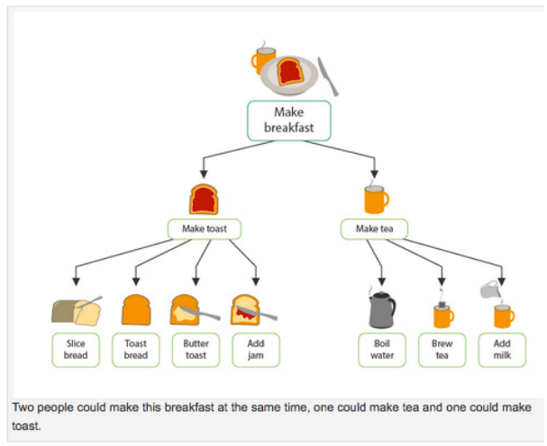 Make
breakfast
Make toast
Make tea
Slice
bread
Toast
bread
Butter
toast
Add
jam
Boil
water
Brew
tea
Add
milk
Two people could make this breakfast at the same time, one could make tea and one could make
toast.